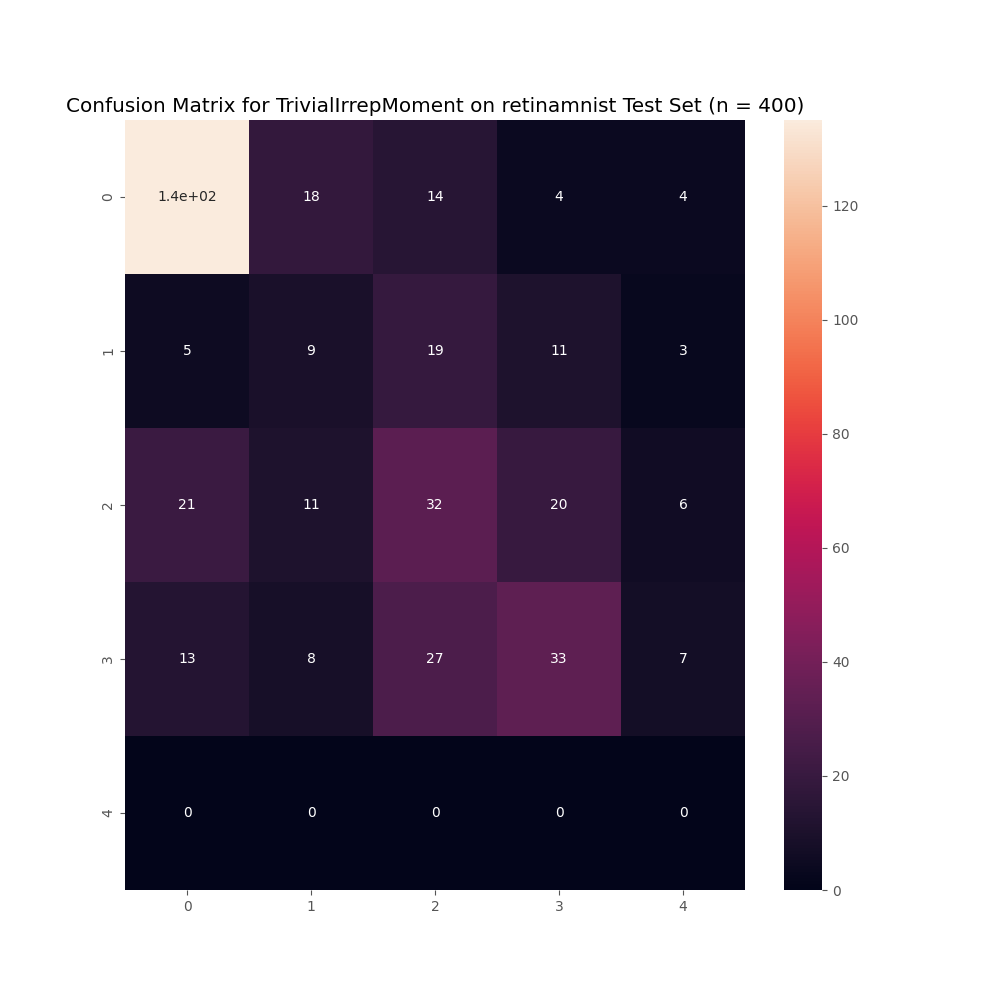 Confusion Matrix for TrivialIrrepMoment on retinamnist Test Set (n = 400)
0 1.4e+02 18 14 4 4
1 5 9 19 11 3
2 21 11 32 20 6
3 13 8 27 33 7
4 0 0 0 0 0
0 1 2 3 4
120
100
80
60
40
20
0